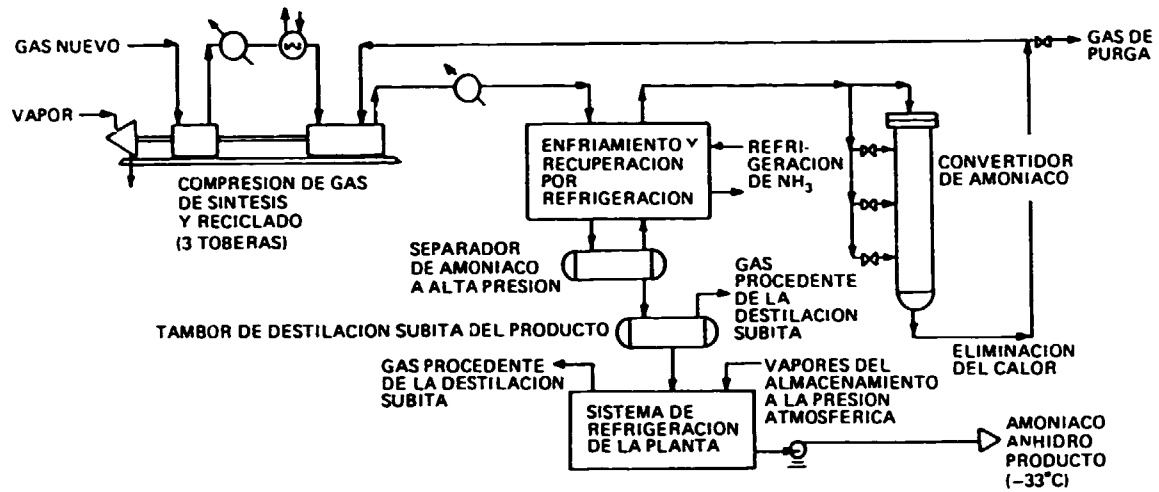 GAS NUEVO
GAS DE
PURGA
VAPOR
COMPRESION DE GAS
DE SINTESIS
Y RECICLADO
(3 TOBERAS)
ENFRIAMIENTO Y
RECUPERACION
POR
REFRIGERACION
REFRI-
GERACION
DE NH₃
CONVERTIDOR
DE AMONIACO
SEPARADOR
DE AMONIACO
A ALTA PRESION
GAS
PROCEDENTE
DE LA
DESTILACION
SUBITA
TAMBOR DE DESTILACION SUBITA DEL PRODUCTO
ELIMINACION
DEL CALOR
GAS PROCEDENTE
DE LA DESTILACION
SUBITA
VAPORES DEL
ALMACENAMIENTO
A LA PRESION
ATMOSFERICA
SISTEMA DE
REFRIGERACION
DE LA PLANTA
AMONIACO
ANHIDRO
PRODUCTO
(-33°C)